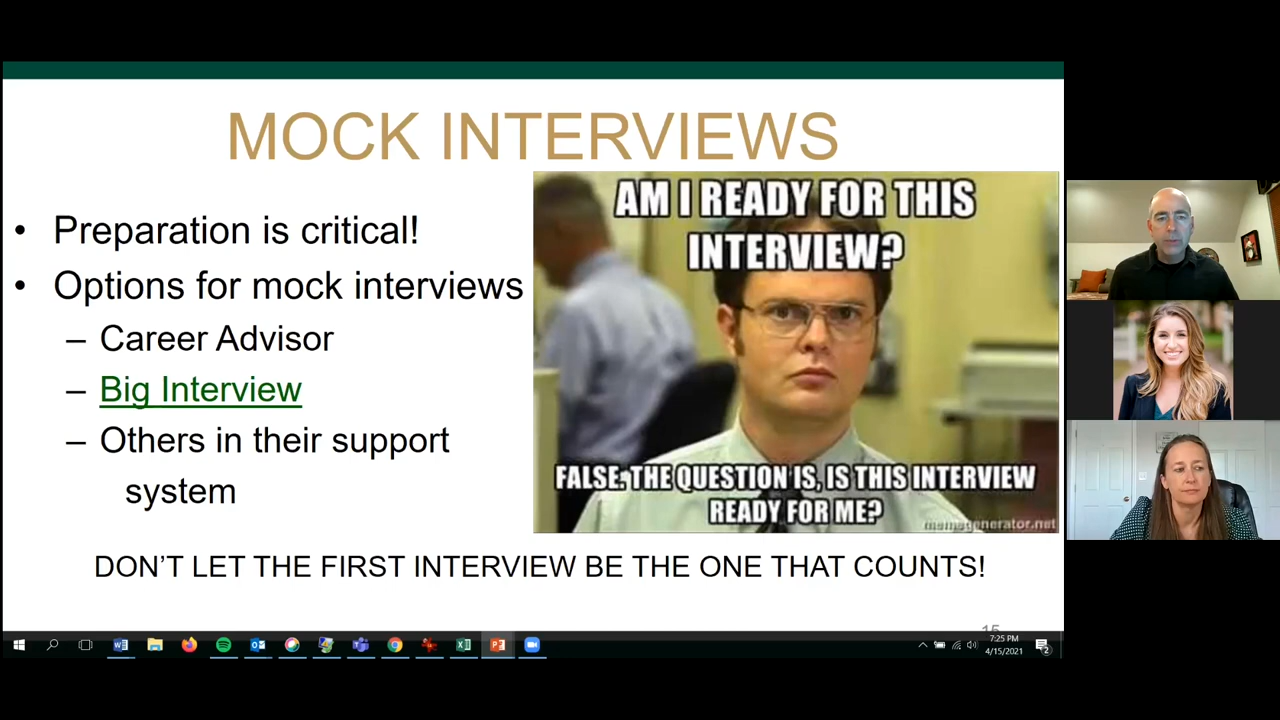 MOCK INTERVIEWS
• Preparation is critical!
• Options for mock interviews
– Career Advisor
– Big Interview
– Others in their support
system
AM I READY FOR THIS
INTERVIEW?
FALSE. THE QUESTION IS, IS THIS INTERVIEW
READY FOR ME?
memegenerator.net
DON'T LET THE FIRST INTERVIEW BE THE ONE THAT COUNTS!
15
7:25 PM
4/15/2021
2